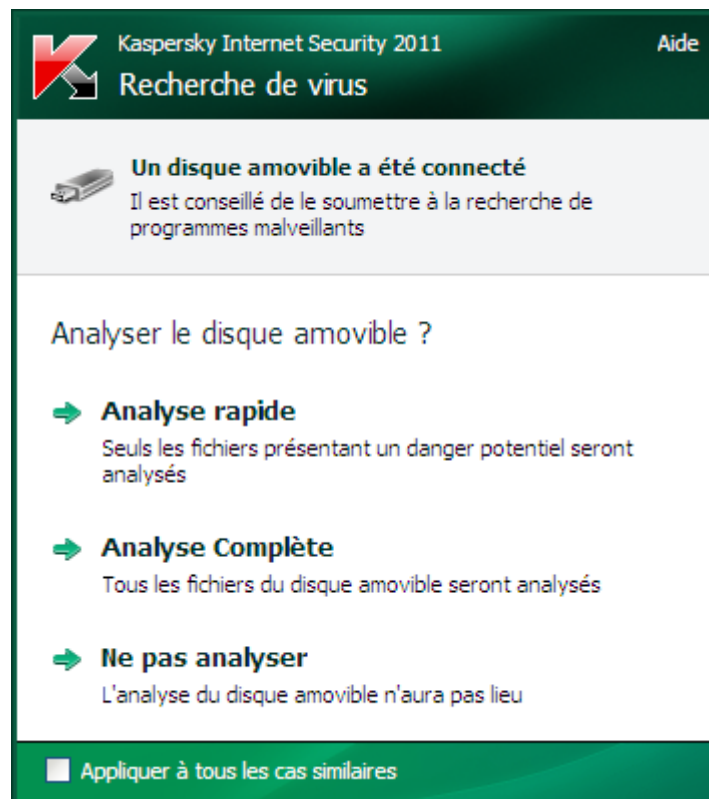 Kaspersky Internet Security 2011 Aide
Recherche de virus
Un disque amovible a été connecté
Il est conseillé de le soumettre à la recherche de
programmes malveillants
Analyser le disque amovible ?
Analyse rapide
Seuls les fichiers présentant un danger potentiel seront
analysés
Analyse Complète
Tous les fichiers du disque amovible seront analysés
Ne pas analyser
L'analyse du disque amovible n'aura pas lieu
Appliquer à tous les cas similaires